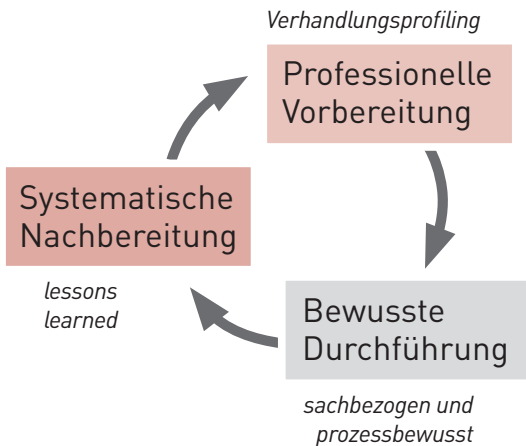 Verhandlungsprofiling
Professionelle
Vorbereitung
Systematische
Nachbereitung
lessons
learned
Bewusste
Durchführung
sachbezogen und
prozessbewusst